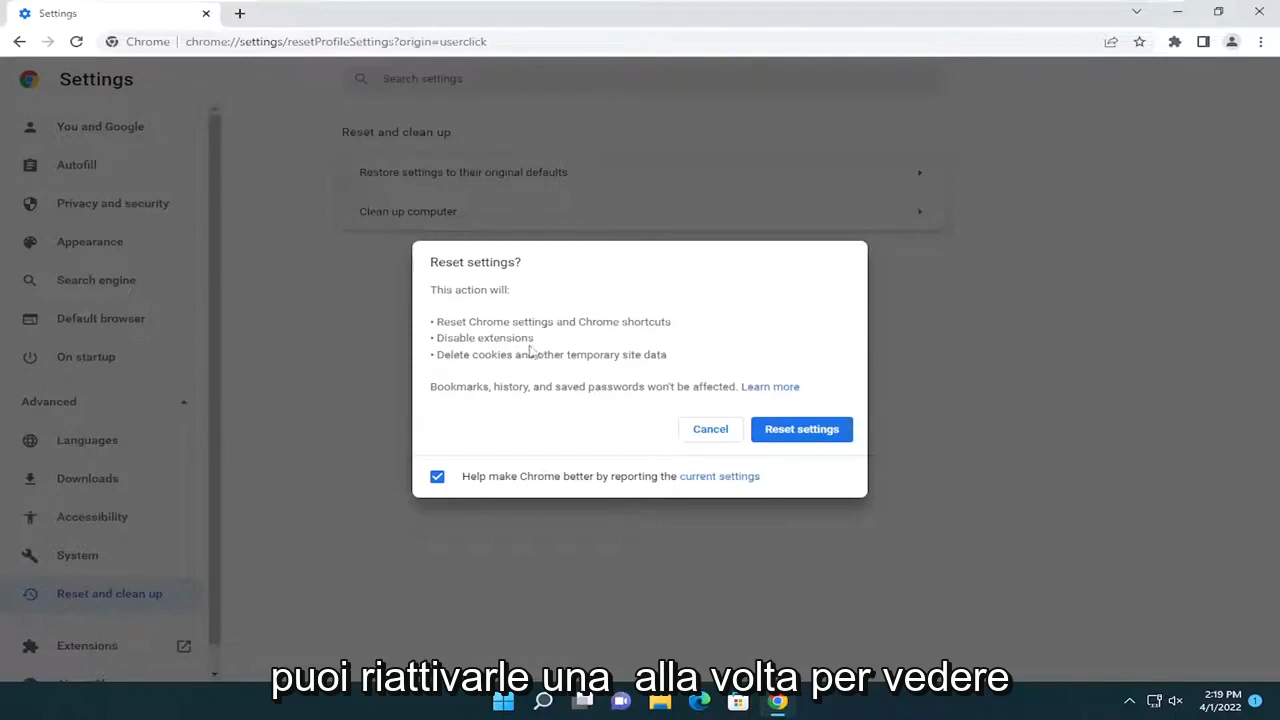 Settings
Chrome
chrome://settings/resetProfileSettings?origin=userclick
Settings
Search settings
You and Google
Autofill
Privacy and security
Appearance
Search engine
Default browser
On startup
Advanced
Languages
Downloads
Accessibility
System
Reset and clean up
Extensions
Reset and clean up
Restore settings to their original defaults
Clean up computer
Reset settings?
This action will:
• Reset Chrome settings and Chrome shortcuts
• Disable extensions
• Delete cookies and other temporary site data
Bookmarks, history, and saved passwords won't be affected. Learn more
Cancel
Reset settings
Help make Chrome better by reporting the current settings
puoi riattivarle una alla volta per vedere
2:19 PM
4/1/2022
1